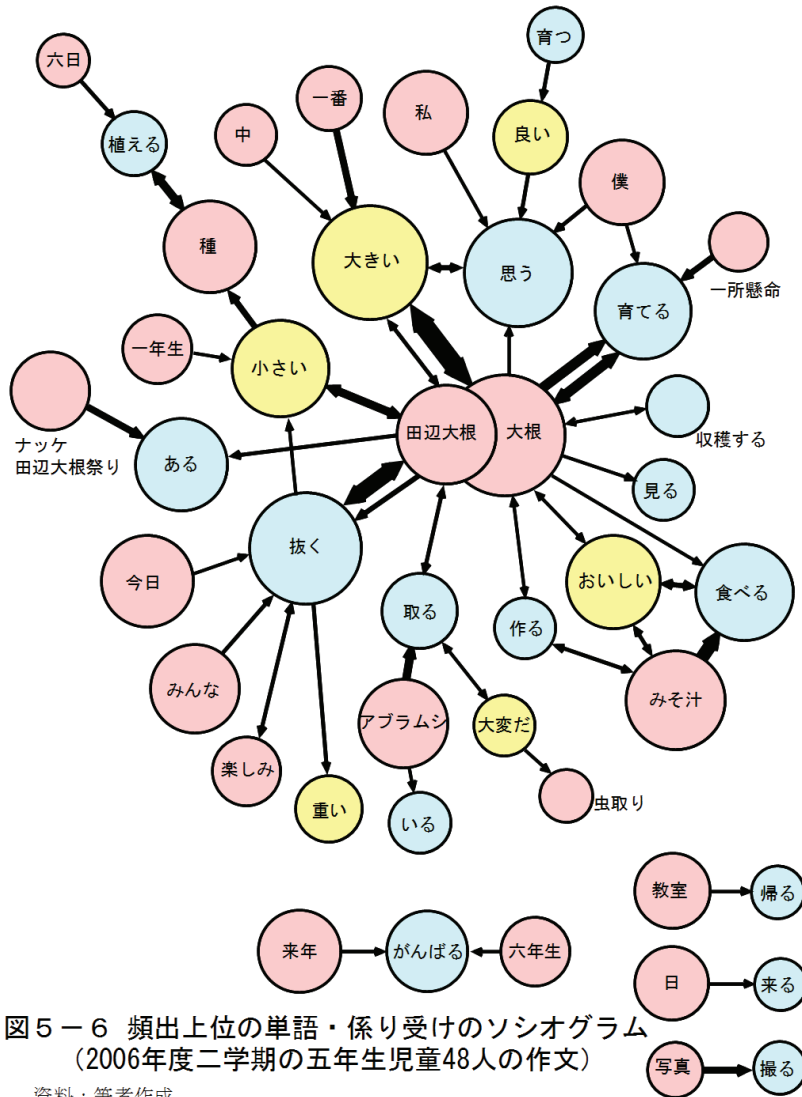 六日
育つ
一番
私
中
良い
植える
僕
種
大きい
思う
一所懸命
育てる
一年生
小さい
ナッケ
田辺大根祭り
ある
田辺大根
大根
収穫する
見る
抜く
今日
おいしい
食べる
取る
作る
みんな
みそ汁
アブラムシ
大変だ
楽しみ
重い
いる
虫取り
教室
帰る
来年
がんばる
六年生
日
来る
写真
撮る
図5-6 頻出上位の単語・係り受けのソシオグラム
(2006年度二学期の五年生児童48人の作文)
資料:筆者作成